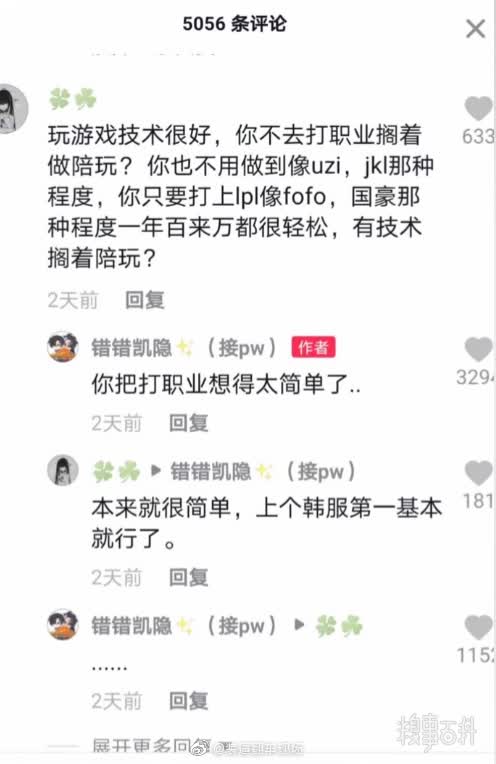 5056 条评论
玩游戏技术很好，你不去打职业搁着
633
做陪玩？你也不用做到像uzi，jkl那种
程度，你只要打上lpl像fofo，国豪那
种程度一年百来万都很轻松，有技术
搁着陪玩？
2天前 回复
错错凯隐✨（接pw） 作者
你把打职业想得太简单了..
3294
2天前 回复
☘☘ ▶ 错错凯隐✨（接pw）
本来就很简单，上个韩服第一基本
181
就行了。
2天前 回复
错错凯隐✨（接pw） ▶ ☘☘
......
1152
2天前 回复
展开更多回复